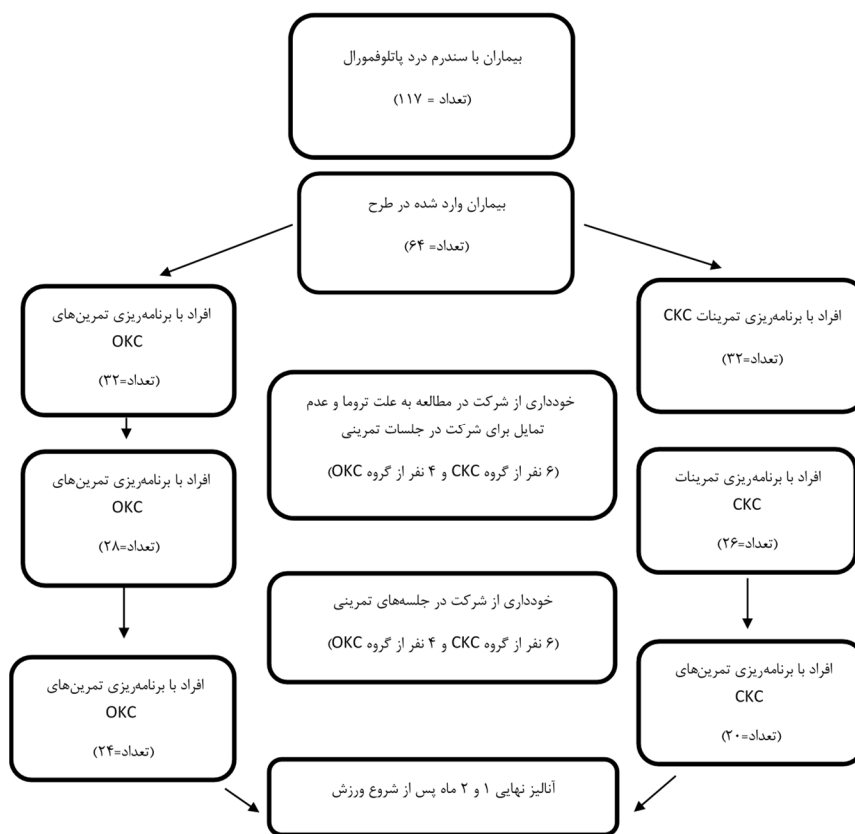 بیماران با سندرم درد پاتلوفمورال
(تعداد = ۱۱۷)
بیماران وارد شده در طرح
(تعداد= ۶۴)
افراد با برنامه‌ریزی تمرینات CKC
(تعداد=۳۲)
افراد با برنامه‌ریزی تمرین‌های
OKC
(تعداد=۳۲)
خودداری از شرکت در مطالعه به علت تروما و عدم
تمایل برای شرکت در جلسات تمرینی
(۶ نفر از گروه CKC و ۴ نفر از گروه OKC)
افراد با برنامه‌ریزی تمرینات
CKC
(تعداد=۲۶)
افراد با برنامه‌ریزی تمرین‌های
OKC
(تعداد=۲۸)
خودداری از شرکت در جلسه‌های تمرینی
(۶ نفر از گروه CKC و ۴ نفر از گروه OKC)
افراد با برنامه‌ریزی تمرین‌های
CKC
(تعداد=۲۰)
افراد با برنامه‌ریزی تمرین‌های
OKC
(تعداد=۲۴)
آنالیز نهایی ۱ و ۲ ماه پس از شروع ورزش